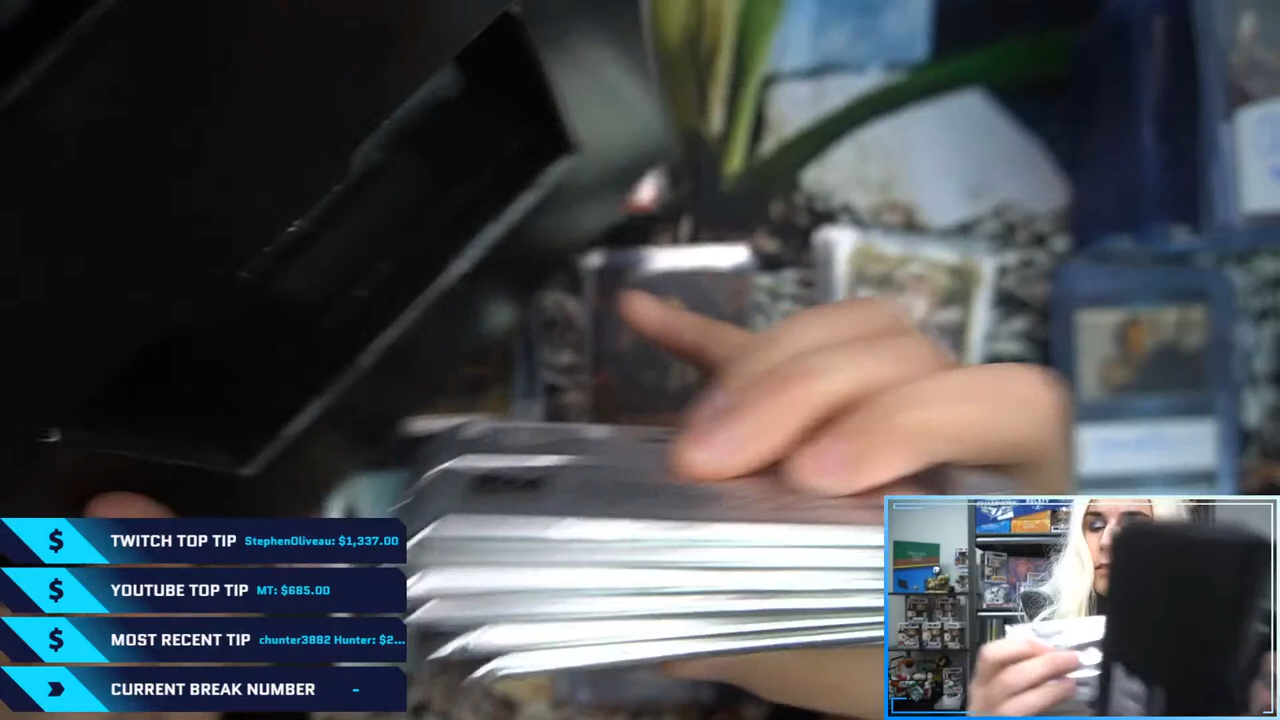 TWITCH TOP TIP StephenOliveau: $1,337.00
YOUTUBE TOP TIP MT: $685.00
MOST RECENT TIP chunter3882 Hunter: $2...
CURRENT BREAK NUMBER -